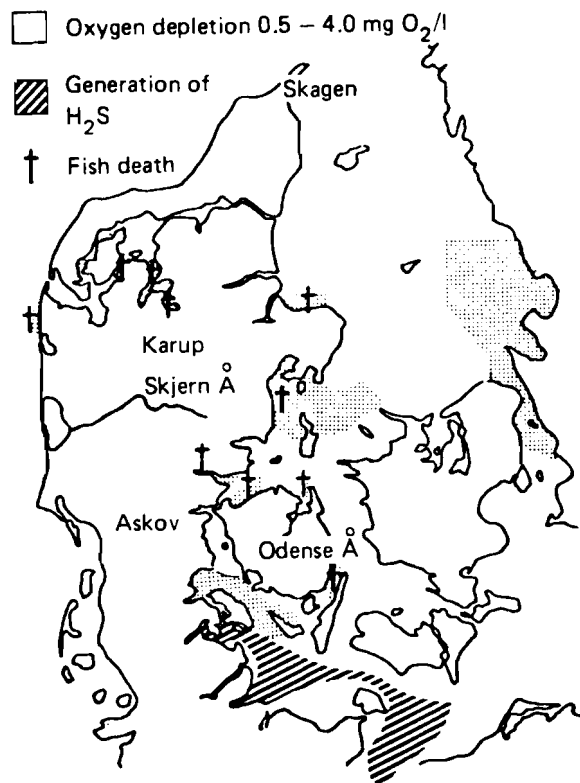 Oxygen depletion 0.5 – 4.0 mg O₂/l
Generation of
H₂S
Fish death
Skagen
Karup
Skjern Å
Askov
Odense Å